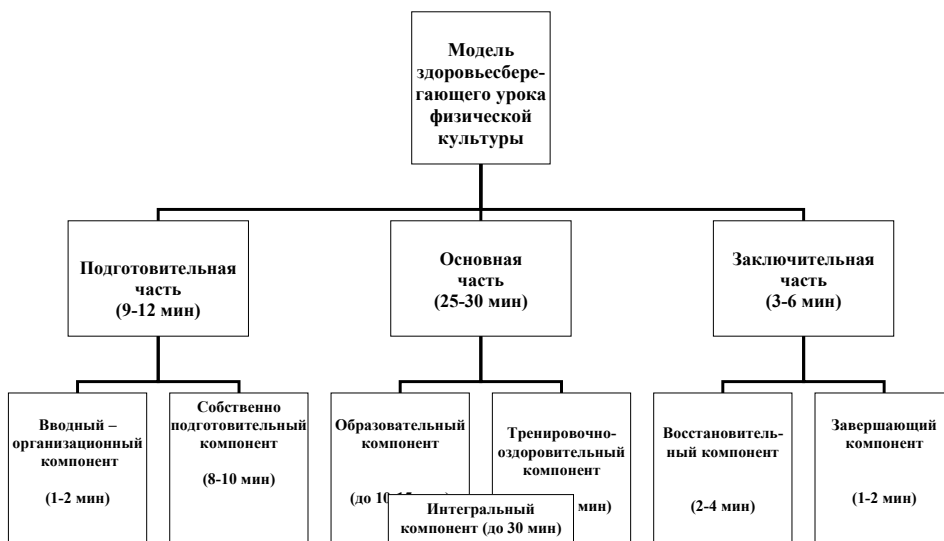 Модель
здоровьесбере-
гающего урока
физической
культуры
Подготовительная
часть
(9-12 мин)
Основная
часть
(25-30 мин)
Заключительная
часть
(3-6 мин)
Вводный –
организационный
компонент
(1-2 мин)
Собственно
подготовительный
компонент
(8-10 мин)
Образовательный
компонент
(до
Тренировочно-
оздоровительный
компонент
мин)
Интегральный
компонент (до 30 мин)
Восстановитель-
ный компонент
(2-4 мин)
Завершающий
компонент
(1-2 мин)